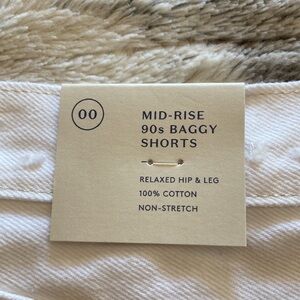 00
MID-RISE
90s BAGGY
SHORTS
RELAXED HIP & LEG
100% COTTON
NON-STRETCH